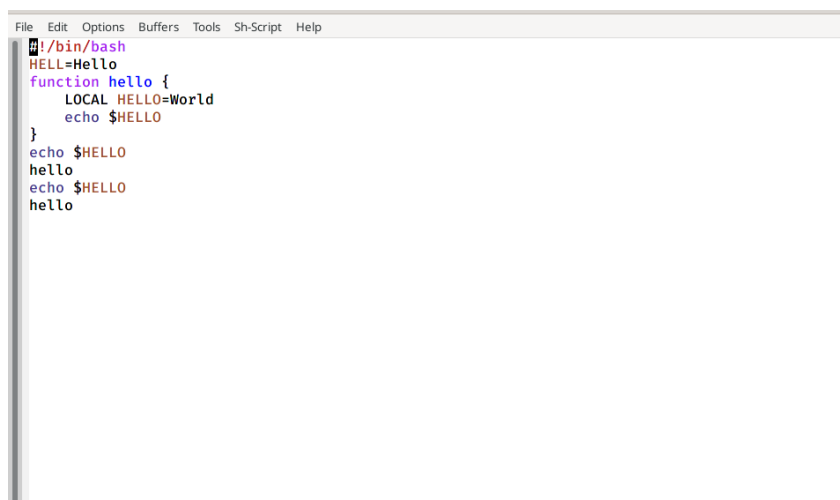 File Edit Options Buffers Tools Sh-Script Help
#!/bin/bash
HELL=Hello
function hello {
    LOCAL HELLO=World
    echo $HELLO
}
echo $HELLO
hello
echo $HELLO
hello